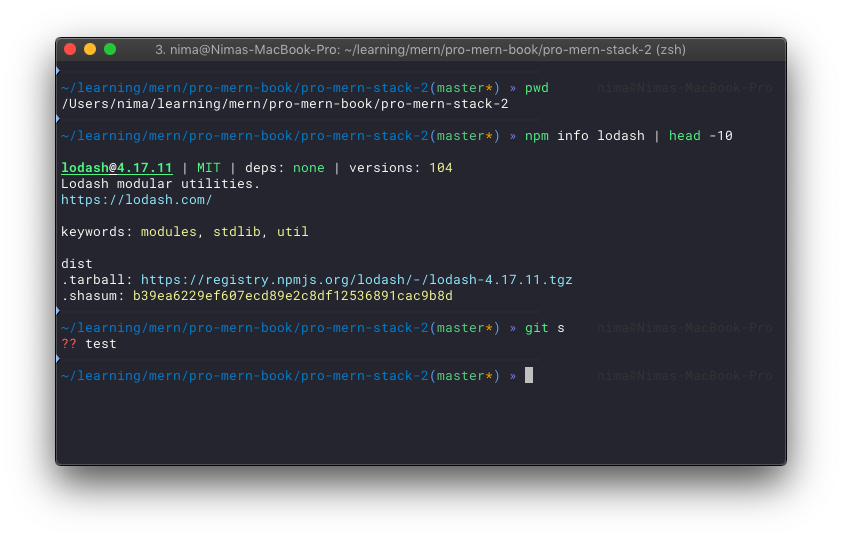 3. nima@Nimas-MacBook-Pro: ~/learning/mern/pro-mern-book/pro-mern-stack-2 (zsh)
~/learning/mern/pro-mern-book/pro-mern-stack-2(master*) » pwd nima@Nimas-MacBook-Pro
/Users/nima/learning/mern/pro-mern-book/pro-mern-stack-2
~/learning/mern/pro-mern-book/pro-mern-stack-2(master*) » npm info lodash | head -10
lodash@4.17.11 | MIT | deps: none | versions: 104
Lodash modular utilities.
https://lodash.com/
keywords: modules, stdlib, util
dist
.tarball: https://registry.npmjs.org/lodash/-/lodash-4.17.11.tgz
.shasum: b39ea6229ef607ecd89e2c8df12536891cac9b8d
~/learning/mern/pro-mern-book/pro-mern-stack-2(master*) » git s nima@Nimas-MacBook-Pro
?? test
~/learning/mern/pro-mern-book/pro-mern-stack-2(master*) » nima@Nimas-MacBook-Pro